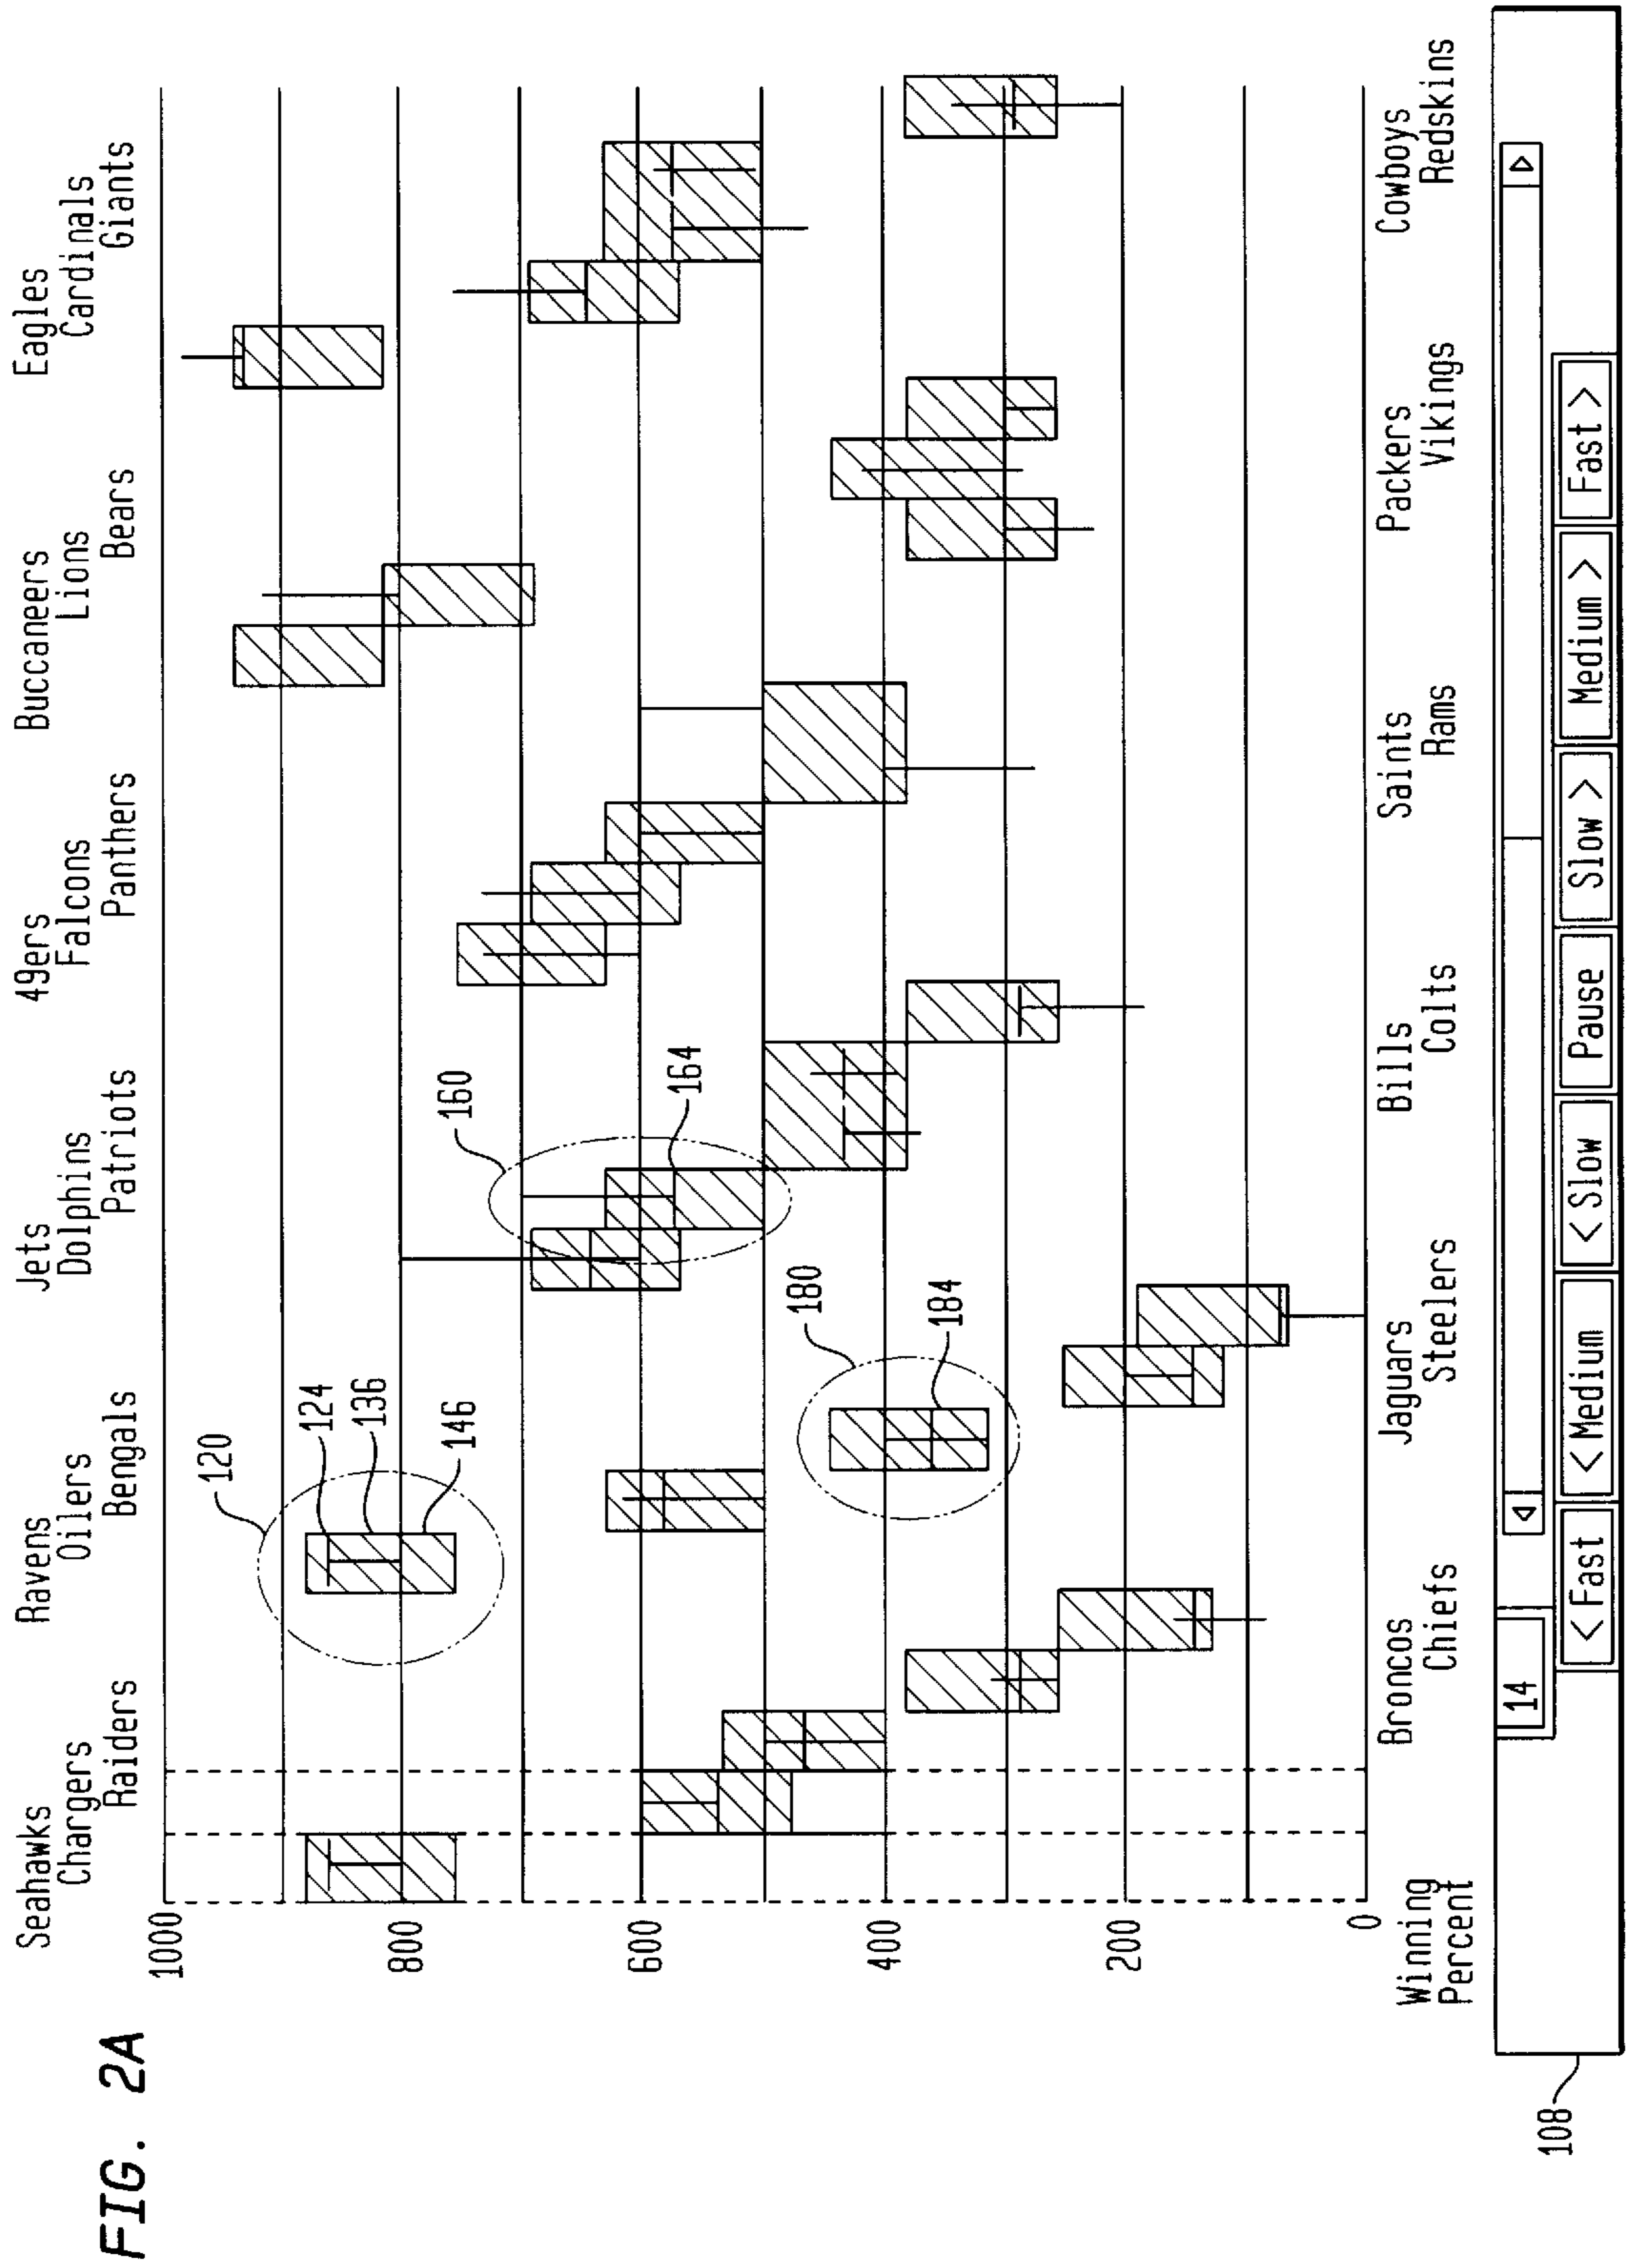 FIG. 2A
Seahawks
Chargers
Raiders
Ravens
Oilers
Bengals
Jets
Dolphins
Patriots
49ers
Falcons
Panthers
Buccaneers
Lions
Bears
Eagles
Cardinals
Giants
1000
800
600
400
200
0
120
124
136
146
160
164
180
184
Winning
Percent
Broncos
Chiefs
Jaguars
Steelers
Bills
Colts
Saints
Rams
Packers
Vikings
Cowboys
Redskins
108
14
< Fast
< Medium
< Slow
Pause
Slow >
Medium >
Fast >